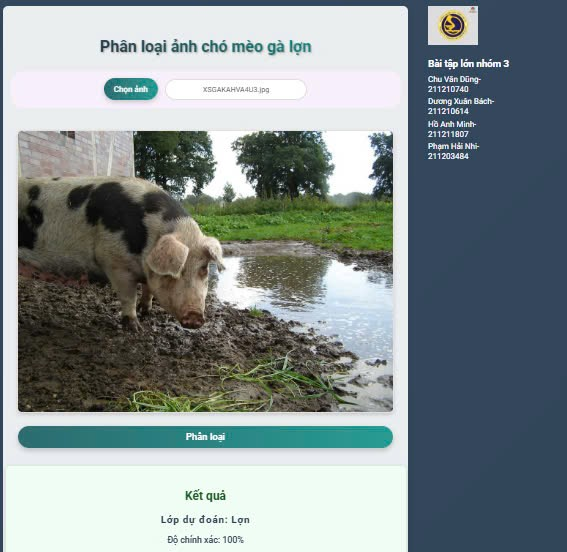 Phân loại ảnh chó mèo gà lợn
Chọn ảnh
XSGAKAHVA4U3.jpg
Phân loại
Kết quả
Lớp dự đoán: Lợn
Độ chính xác: 100%
Bài tập lớn nhóm 3
Chu Văn Dũng-
211210740
Dương Xuân Bách-
211210614
Hồ Anh Minh-
211211807
Phạm Hải Nhi-
211203484